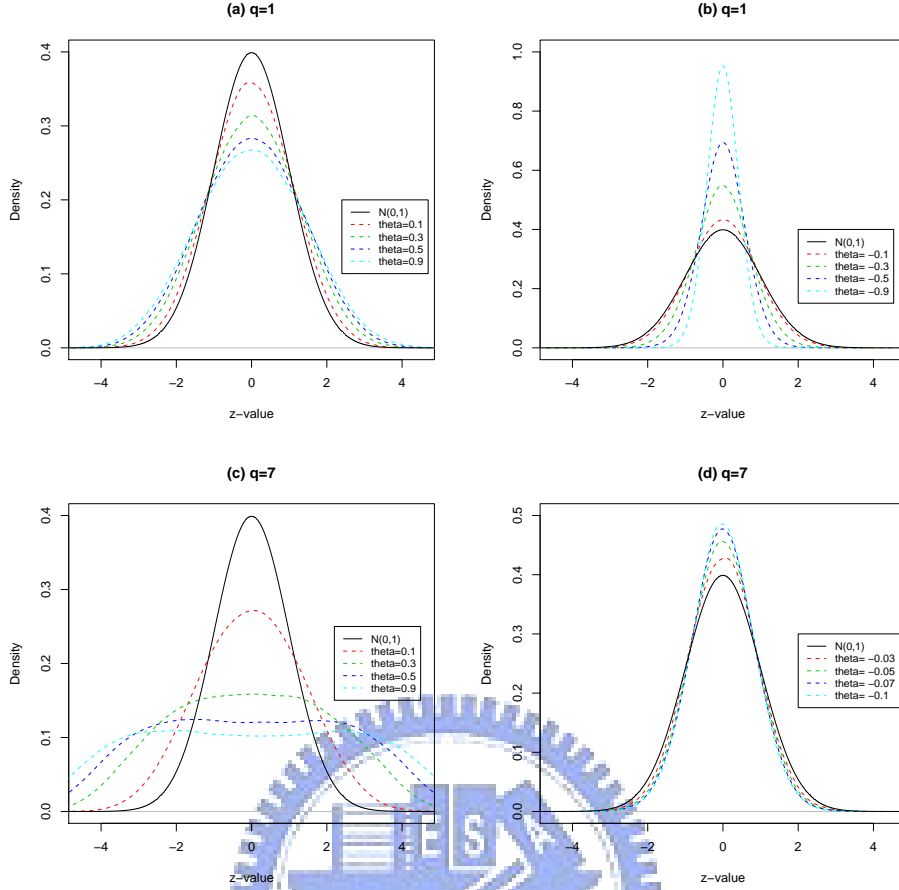 (a) q=1
Density
0.0 0.1 0.2 0.3 0.4
N(0,1)
theta=0.1
theta=0.3
theta=0.5
theta=0.9
−4 −2 0 2 4
z−value
(b) q=1
Density
0.0 0.2 0.4 0.6 0.8 1.0
N(0,1)
theta= −0.1
theta= −0.3
theta= −0.5
theta= −0.9
−4 −2 0 2 4
z−value
(c) q=7
Density
0.0 0.1 0.2 0.3 0.4
N(0,1)
theta=0.1
theta=0.3
theta=0.5
theta=0.9
−4 −2 0 2 4
z−value
(d) q=7
Density
0.0 0.1 0.2 0.3 0.4 0.5
N(0,1)
theta= −0.03
theta= −0.05
theta= −0.07
theta= −0.1
−4 −2 0 2 4
z−value